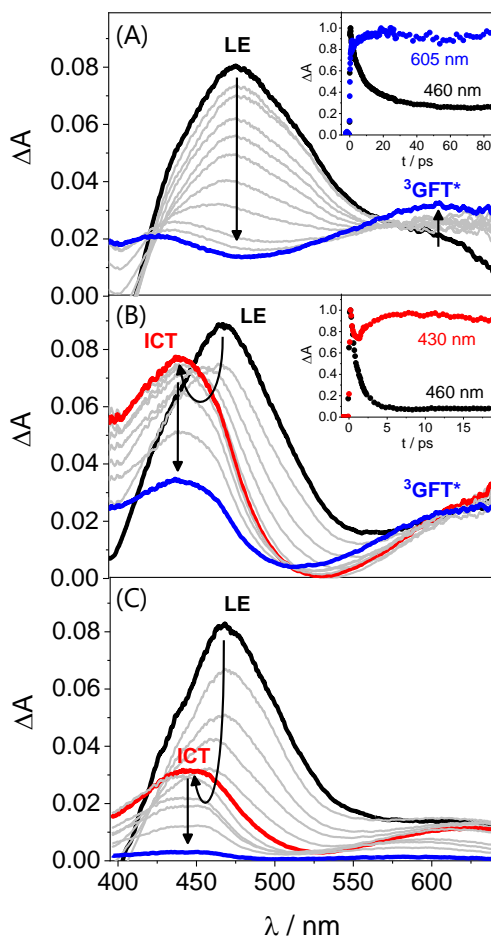 (A)
LE
605 nm
460 nm
ΔA
1.0
0.8
0.6
0.4
0.2
0.0
0 20 40 60 80
t / ps
ΔA
0.08
0.06
0.04
0.02
0.00
³GFT*
(B)
ICT
LE
430 nm
460 nm
ΔA
1.0
0.8
0.6
0.4
0.2
0.0
0 5 10 15
t / ps
ΔA
0.08
0.06
0.04
0.02
0.00
³GFT*
(C)
LE
ICT
ΔA
0.08
0.06
0.04
0.02
0.00
400 450 500 550 600
λ / nm